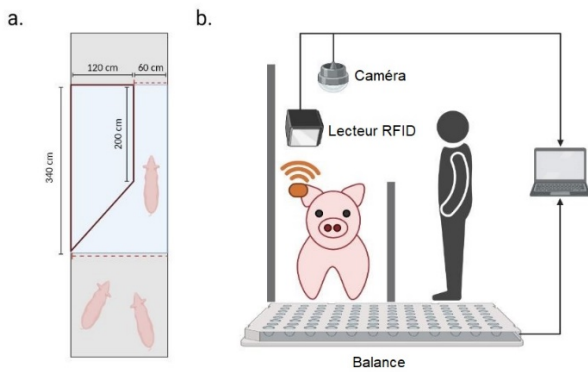 a.
120 cm
60 cm
200 cm
340 cm
b.
Caméra
Lecteur RFID
Balance